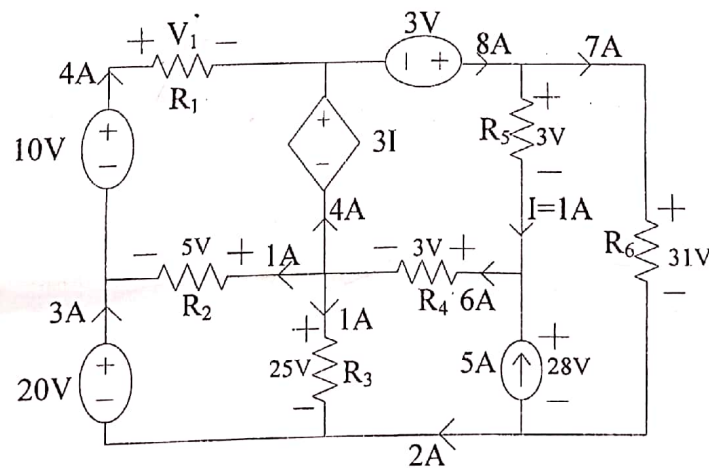 + V₁ −
3V
− +
8A
7A
4A
R₁
10V
+
−
+
−
3I
R₅
+
3V
−
4A
I=1A
− 5V +
1A
− 3V +
R₆
+
31V
−
R₂
R₄
6A
3A
1A
20V
+
−
+
25V
−
R₃
5A
+
28V
−
2A